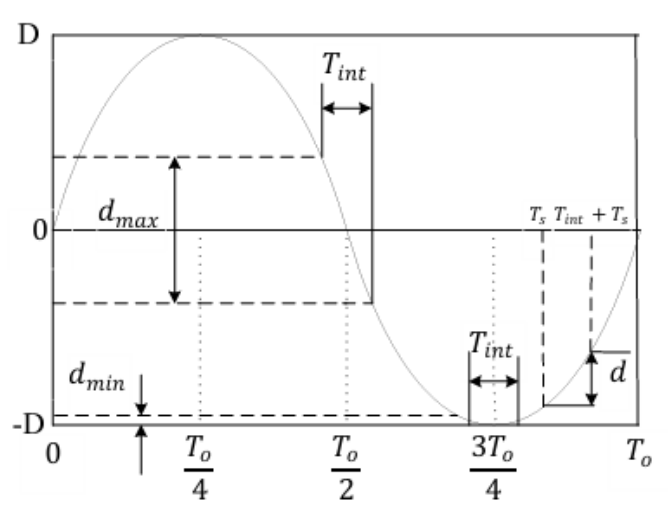 D
T_int
d_max
0
T_s T_int + T_s
T_int
d_min
d
-D
0
T_o/4
T_o/2
3T_o/4
T_o